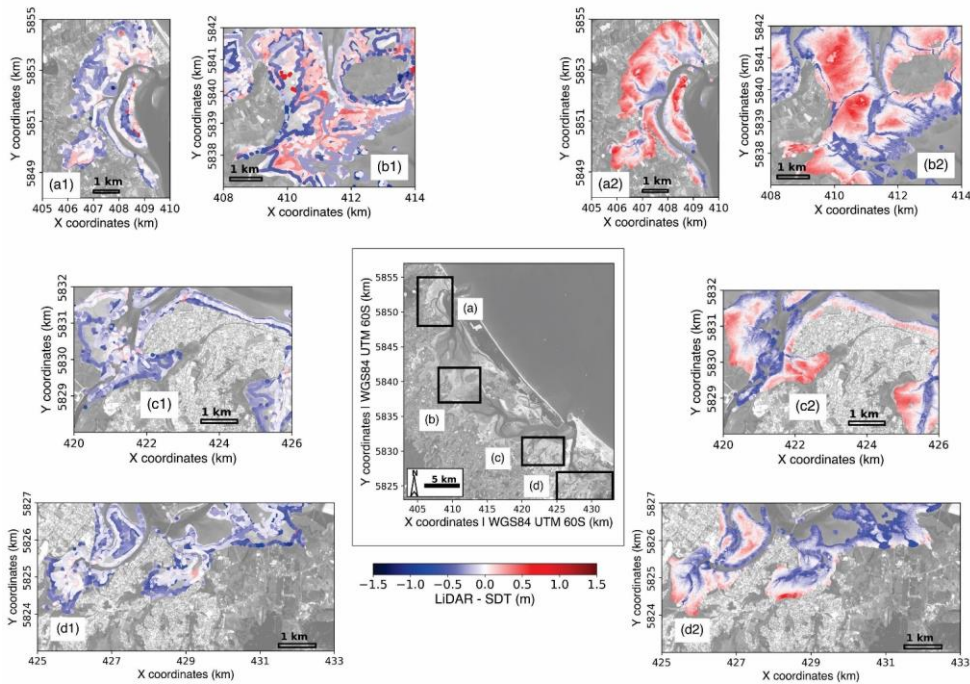 5855
5853
5851
5849
Y coordinates (km)
(a1)
1 km
405 406 407 408 409 410
X coordinates (km)
5842
5841
5840
5839
5838
Y coordinates (km)
(b1)
1 km
408 410 412 414
X coordinates (km)
5855
5853
5851
5849
Y coordinates (km)
(a2)
1 km
405 406 407 408 409 410
X coordinates (km)
5842
5841
5840
5839
5838
Y coordinates (km)
(b2)
1 km
408 410 412 414
X coordinates (km)
5832
5831
5830
5829
Y coordinates (km)
(c1)
1 km
420 422 424 426
X coordinates (km)
5855
5850
5845
5840
5835
5830
5825
Y coordinates | WGS84 UTM 60S (km)
(a)
(b)
(c)
(d)
N
5 km
403 408 413 418 423 428
X coordinates | WGS84 UTM 60S (km)
5832
5831
5830
5829
Y coordinates (km)
(c2)
1 km
420 422 424 426
X coordinates (km)
5827
5826
5825
5824
Y coordinates (km)
(d1)
1 km
425 427 429 431 433
X coordinates (km)
-1.5 -1.0 -0.5 0.0 0.5 1.0 1.5
LiDAR - SDT (m)
5827
5826
5825
5824
Y coordinates (km)
(d2)
1 km
425 427 429 431 433
X coordinates (km)